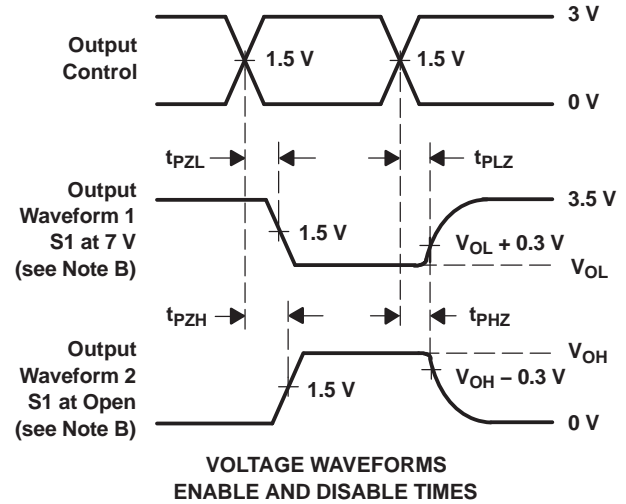 3 V
Output
Control
1.5 V
1.5 V
0 V
tPZL
tPLZ
Output
Waveform 1
S1 at 7 V
(see Note B)
3.5 V
1.5 V
VOL + 0.3 V
VOL
tPZH
tPHZ
Output
Waveform 2
S1 at Open
(see Note B)
VOH
1.5 V
VOH – 0.3 V
0 V
VOLTAGE WAVEFORMS
ENABLE AND DISABLE TIMES